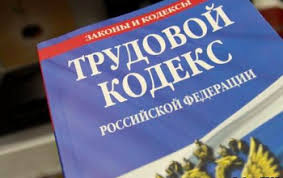 ЗАКОНЫ И КОДЕКСЫ
ТРУДОВОЙ
КОДЕКС
РОССИЙСКОЙ ФЕДЕРАЦИИ